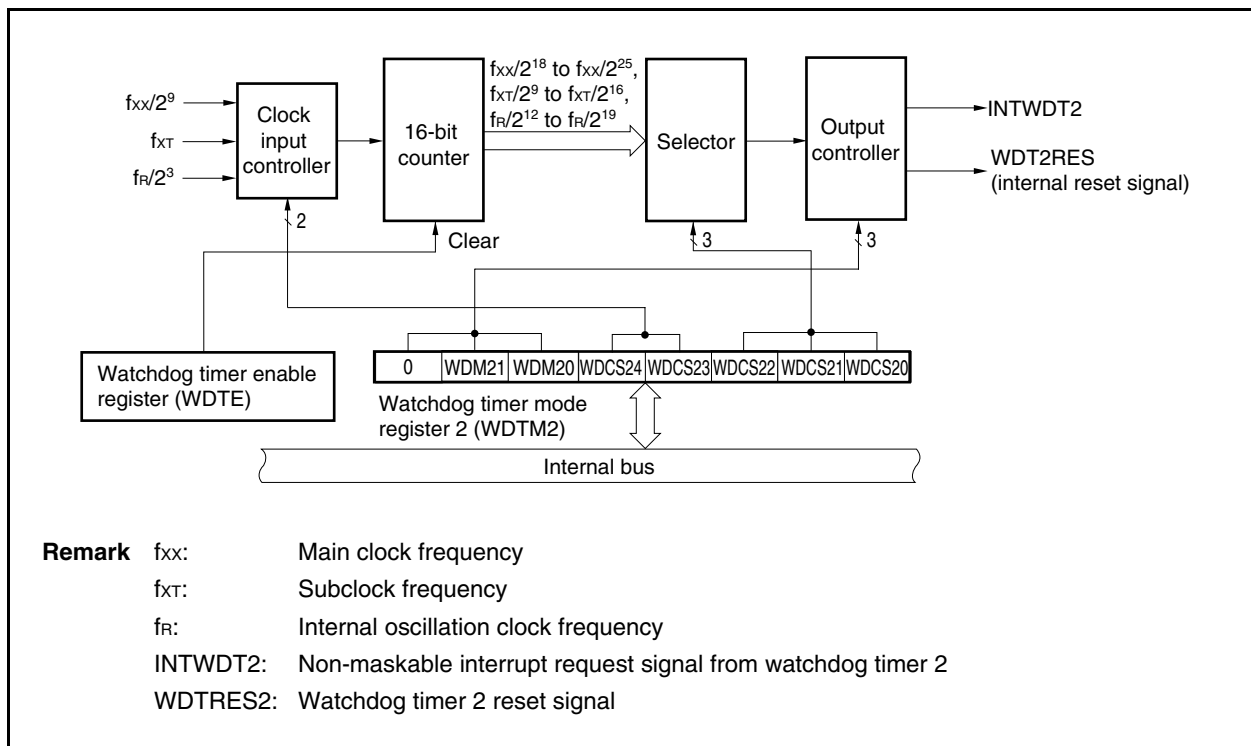 fXX/2^9
fXT
fR/2^3
Clock
input
controller
2
16-bit
counter
Clear
fXX/2^18 to fXX/2^25,
fXT/2^9 to fXT/2^16,
fR/2^12 to fR/2^19
Selector
3
Output
controller
3
INTWDT2
WDT2RES
(internal reset signal)
Watchdog timer enable
register (WDTE)
0 WDM21 WDM20 WDCS24 WDCS23 WDCS22 WDCS21 WDCS20
Watchdog timer mode
register 2 (WDTM2)
Internal bus
Remark fXX: Main clock frequency
fXT: Subclock frequency
fR: Internal oscillation clock frequency
INTWDT2: Non-maskable interrupt request signal from watchdog timer 2
WDTRES2: Watchdog timer 2 reset signal